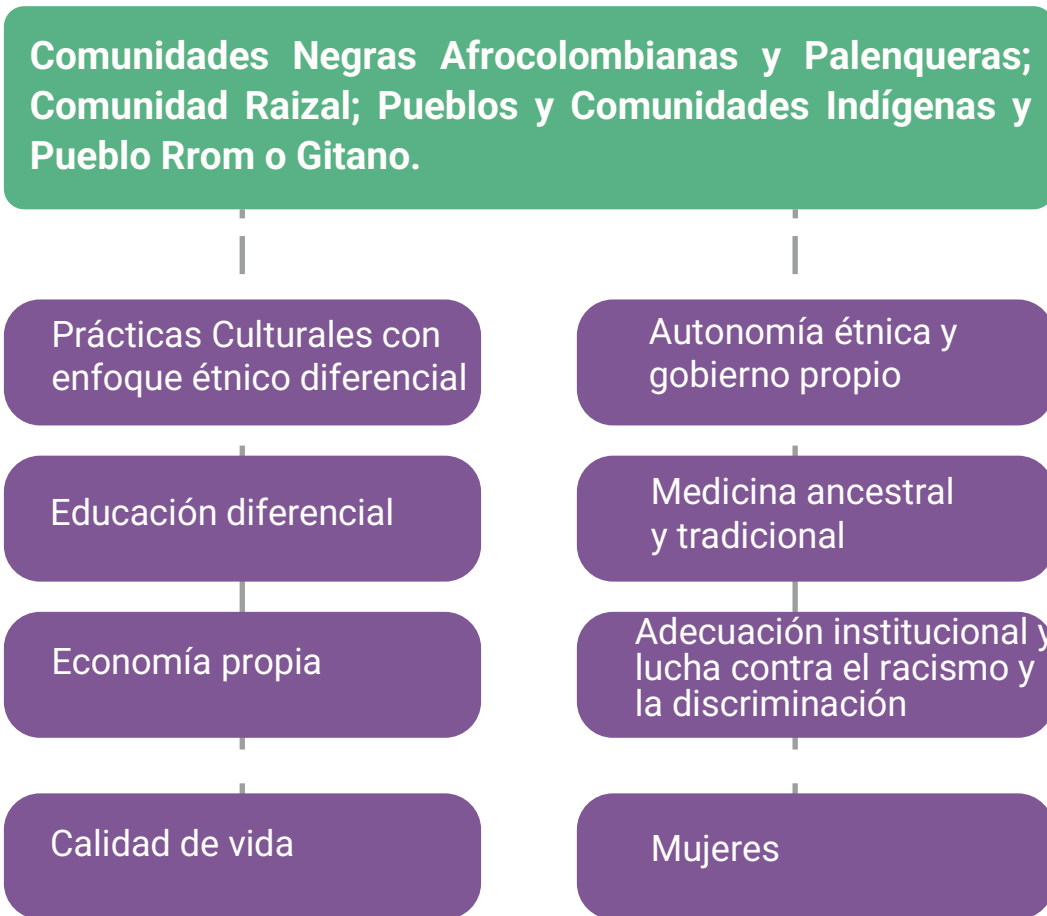 Comunidades Negras Afrocolombianas y Palenqueras;
Comunidad Raizal; Pueblos y Comunidades Indígenas y
Pueblo Rrom o Gitano.
Prácticas Culturales con
enfoque étnico diferencial
Autonomía étnica y
gobierno propio
Educación diferencial
Medicina ancestral
y tradicional
Economía propia
Adecuación institucional y
lucha contra el racismo y
la discriminación
Calidad de vida
Mujeres